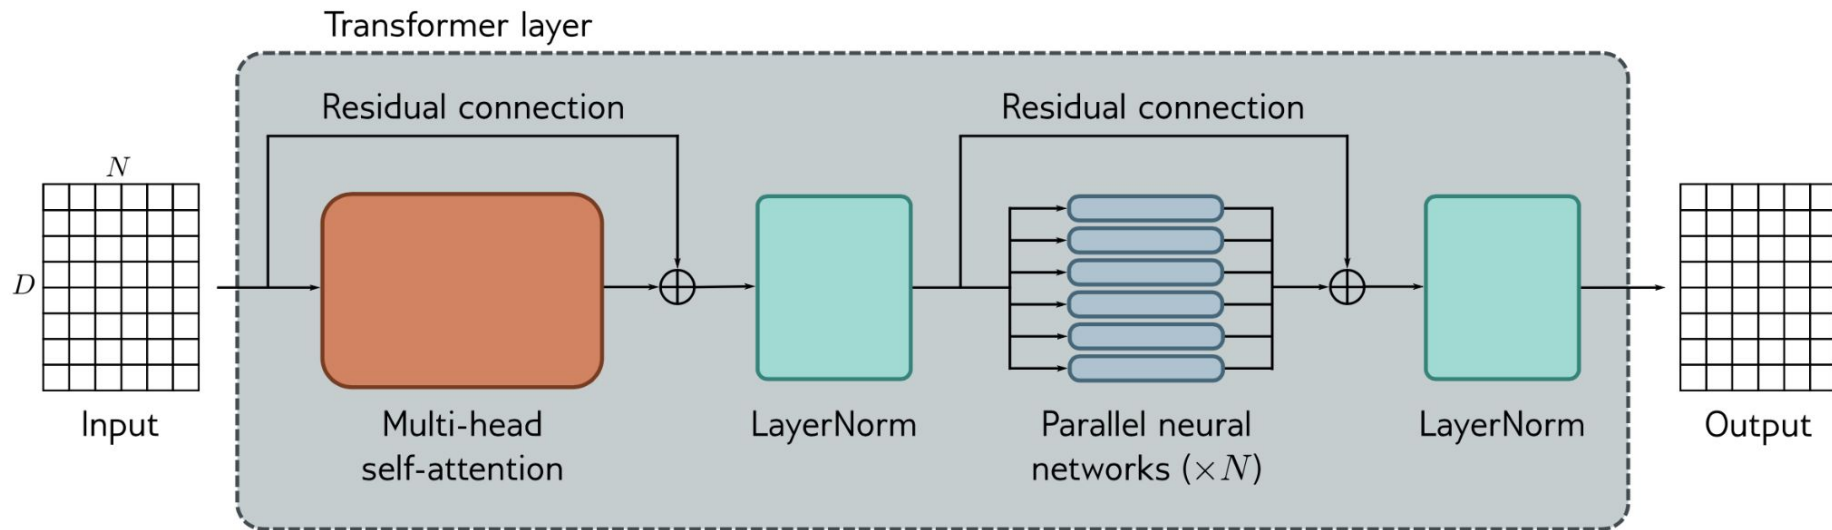 Transformer layer
Residual connection
Residual connection
N
D
Input
Multi-head
self-attention
LayerNorm
Parallel neural
networks (×N)
LayerNorm
Output